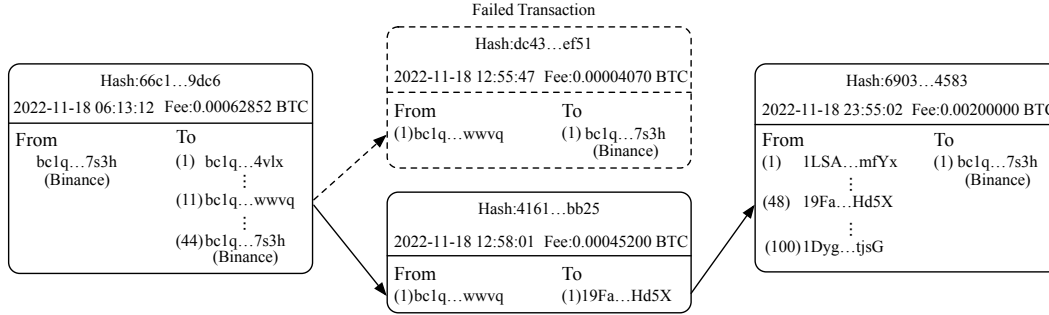 Failed Transaction
Hash:dc43…ef51
2022-11-18 12:55:47 Fee:0.00004070 BTC
From To
(1)bc1q…wwvq (1) bc1q…7s3h
(Binance)
Hash:66c1…9dc6
2022-11-18 06:13:12 Fee:0.00062852 BTC
From To
bc1q…7s3h (1) bc1q…4vlx
(Binance)
⋮
(11)bc1q…wwvq
⋮
(44)bc1q…7s3h
(Binance)
Hash:4161…bb25
2022-11-18 12:58:01 Fee:0.00045200 BTC
From To
(1)bc1q…wwvq (1)19Fa…Hd5X
Hash:6903…4583
2022-11-18 23:55:02 Fee:0.00200000 BTC
From To
(1) 1LSA…mfYx (1) bc1q…7s3h
(Binance)
⋮
(48) 19Fa…Hd5X
⋮
(100)1Dyg…tjsG